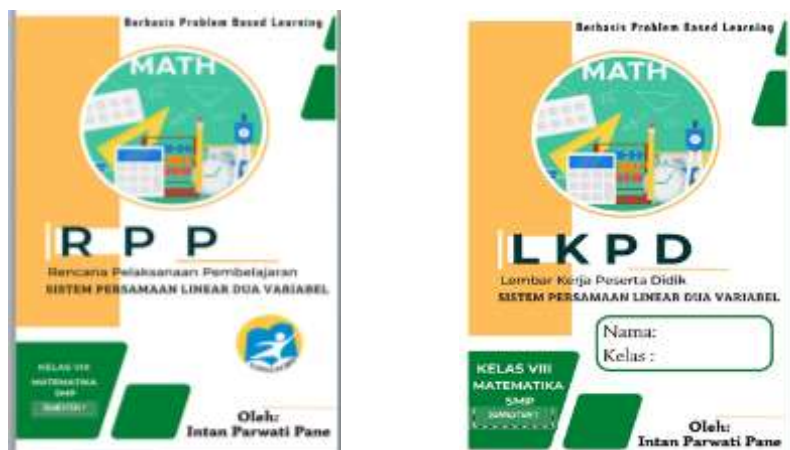 Berbasis Problem Based Learning
MATH
R P P
Rencana Pelaksanaan Pembelajaran
SISTEM PERSAMAAN LINEAR DUA VARIABEL
KELAS VIII
MATEMATIKA
SMP
Oleh:
Intan Parwati Pane
Berbasis Problem Based Learning
MATH
L K P D
Lembar Kerja Peserta Didik
SISTEM PERSAMAAN LINEAR DUA VARIABEL
Nama:
Kelas :
KELAS VIII
MATEMATIKA
SMP
Oleh:
Intan Parwati Pane